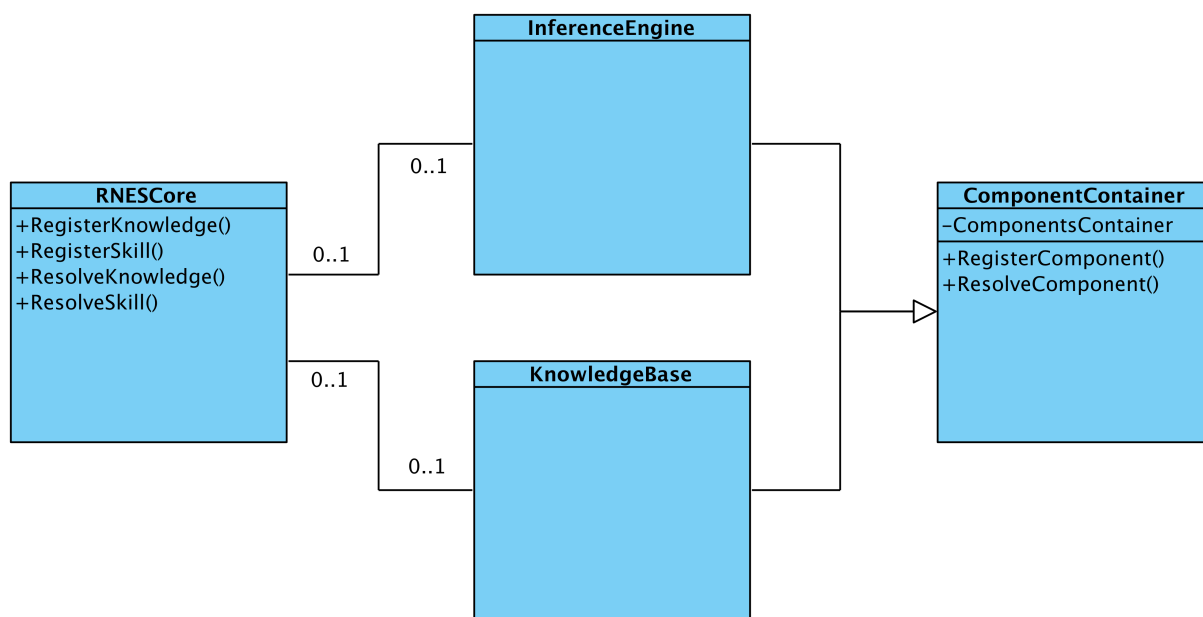 InferenceEngine
0..1
RNESCore
+RegisterKnowledge()
+RegisterSkill()
+ResolveKnowledge()
+ResolveSkill()
0..1
ComponentContainer
–ComponentsContainer
+RegisterComponent()
+ResolveComponent()
0..1
KnowledgeBase
0..1